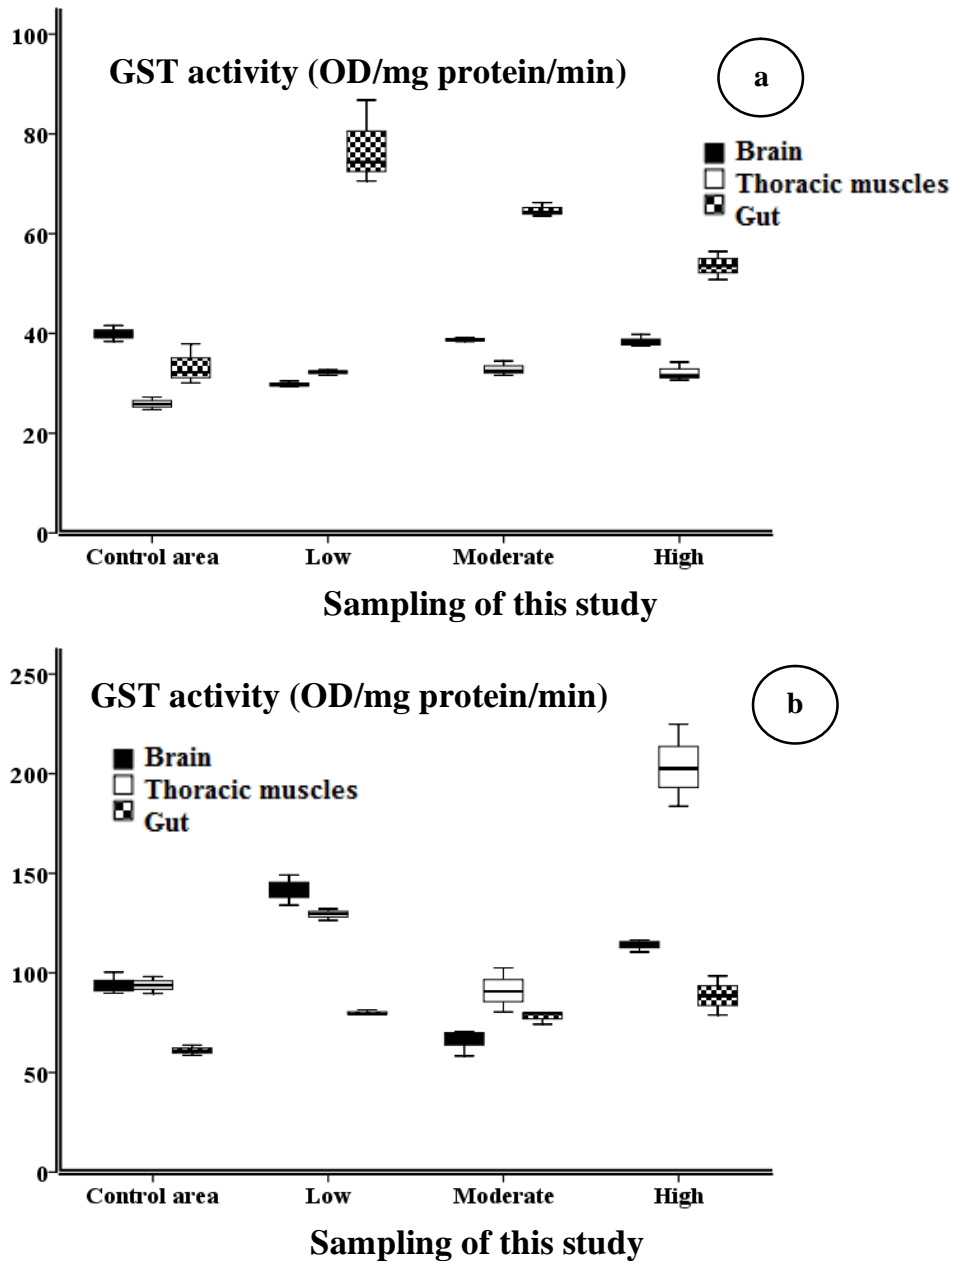 100
GST activity (OD/mg protein/min)
a
80
Brain
Thoracic muscles
Gut
60
40
20
0
Control area Low Moderate High
Sampling of this study
250
GST activity (OD/mg protein/min)
b
Brain
200
Thoracic muscles
Gut
150
100
50
0
Control area Low Moderate High
Sampling of this study